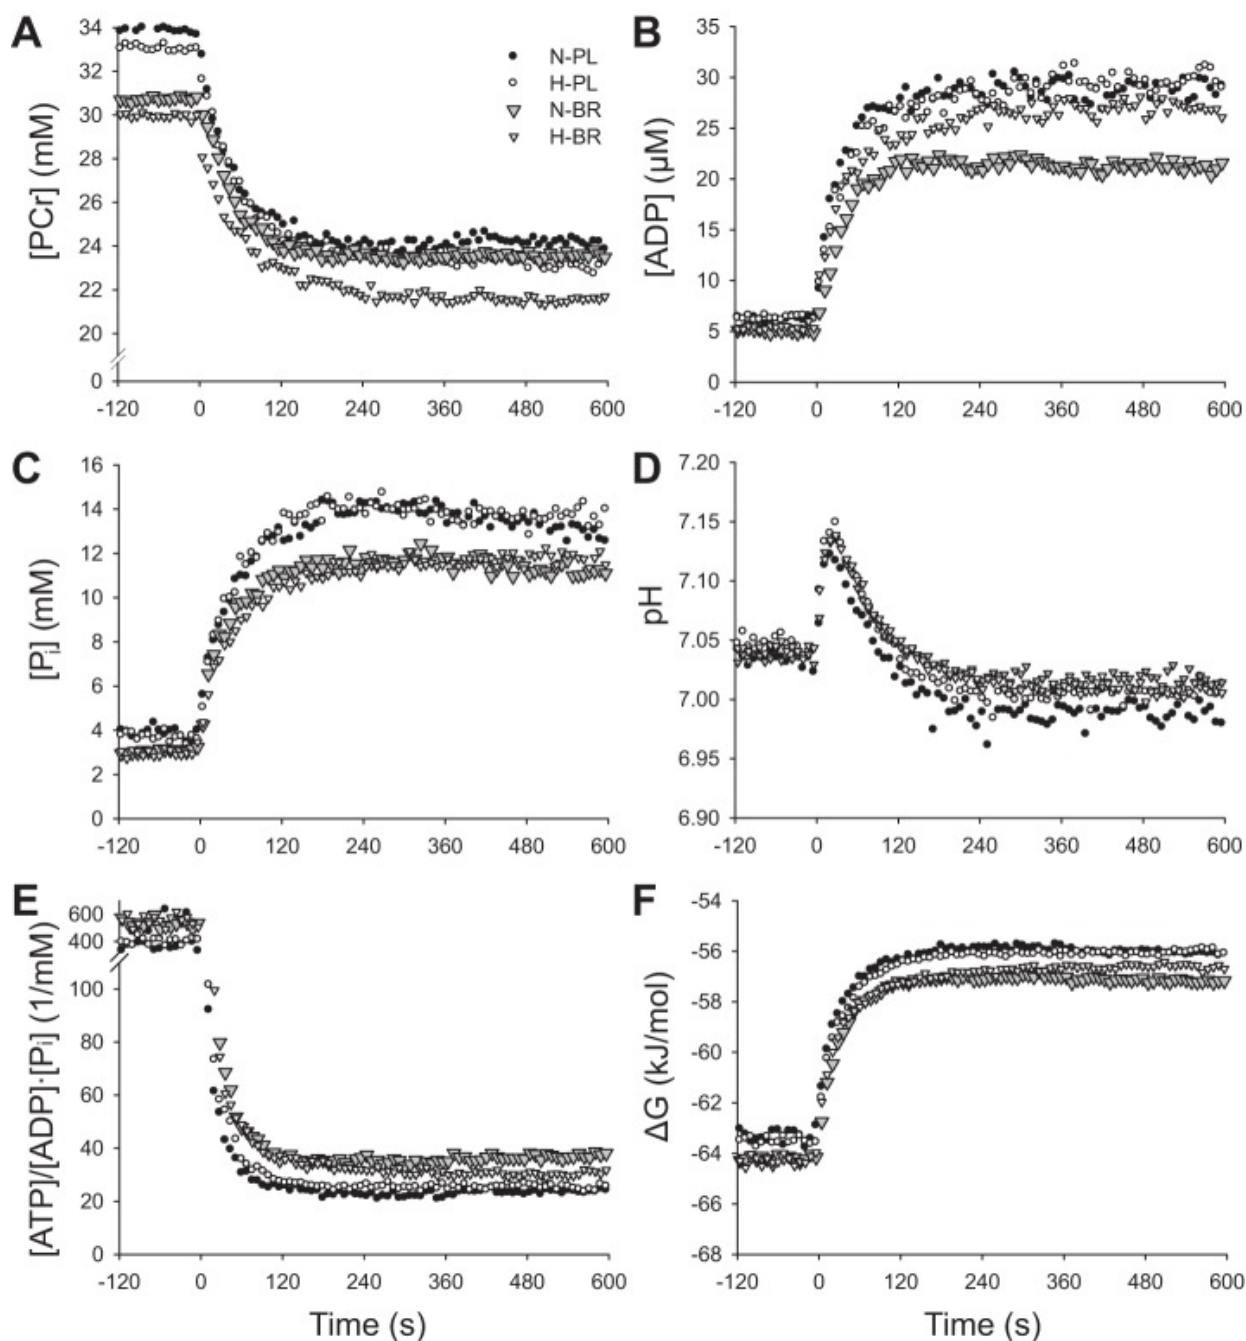 A
[PCr] (mM)
34
32
30
28
26
24
22
20
0
-120 0 120 240 360 480 600
N-PL
H-PL
N-BR
H-BR
B
[ADP] (µM)
35
30
25
20
15
10
5
0
-120 0 120 240 360 480 600
C
[Pi] (mM)
16
14
12
10
8
6
4
2
0
-120 0 120 240 360 480 600
D
pH
7.20
7.15
7.10
7.05
7.00
6.95
6.90
-120 0 120 240 360 480 600
E
[ATP]/[ADP]·[Pi] (1/mM)
600
400
100
80
60
40
20
0
-120 0 120 240 360 480 600
Time (s)
F
ΔG (kJ/mol)
-54
-56
-58
-60
-62
-64
-66
-68
-120 0 120 240 360 480 600
Time (s)